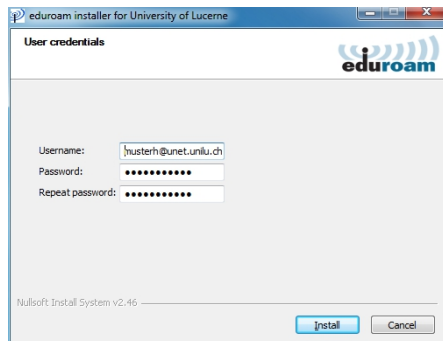 eduroam installer for University of Lucerne
User credentials
eduroam
Username: musterh@unet.unilu.ch
Password: ●●●●●●●●●●●
Repeat password: ●●●●●●●●●●●
Nullsoft Install System v2.46
Install Cancel